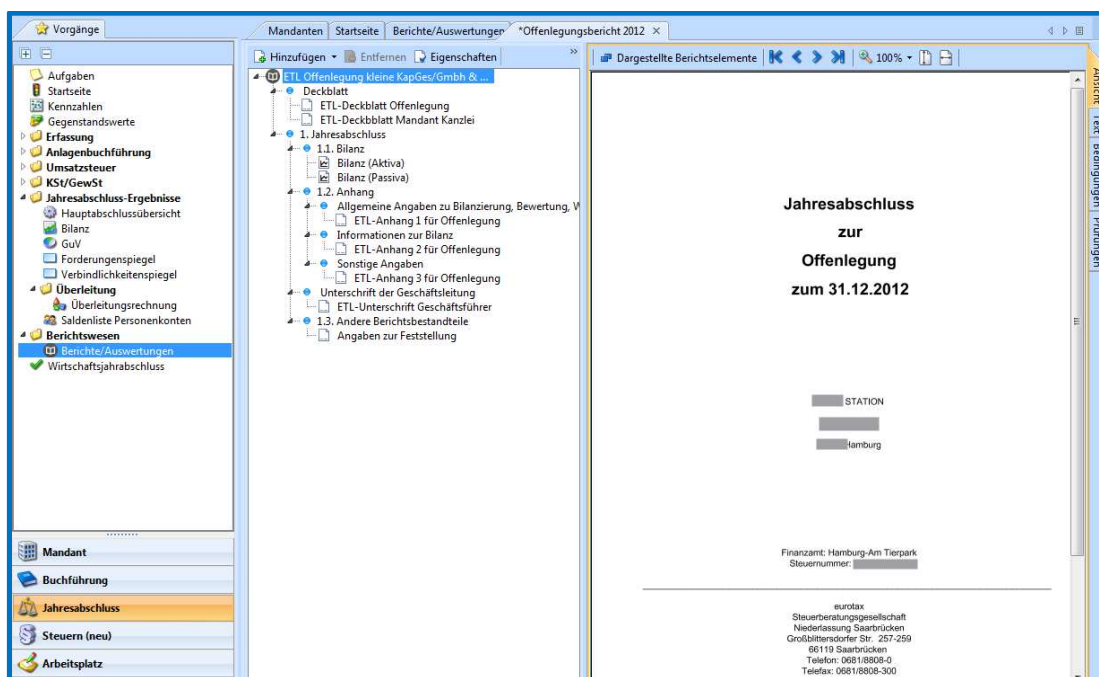 Vorgänge
Aufgaben
Startseite
Kennzahlen
Gegenstandswerte
Erfassung
Anlagenbuchführung
Umsatzsteuer
KSt/GewSt
Jahresabschluss-Ergebnisse
Hauptabschlussübersicht
Bilanz
GuV
Forderungenspiegel
Verbindlichkeitenspiegel
Überleitung
Überleitungsrechnung
Saldenliste Personenkonten
Berichtswesen
Berichte/Auswertungen
Wirtschaftsjahrabschluss
Mandant
Buchführung
Jahresabschluss
Steuern (neu)
Arbeitsplatz
Mandanten Startseite Berichte/Auswertungen *Offenlegungsbericht 2012
Hinzufügen Entfernen Eigenschaften
ETL Offenlegung kleine KapGes/Gmbh & ...
Deckblatt
ETL-Deckblatt Offenlegung
ETL-Deckbblatt Mandant Kanzlei
1. Jahresabschluss
1.1. Bilanz
Bilanz (Aktiva)
Bilanz (Passiva)
1.2. Anhang
Allgemeine Angaben zu Bilanzierung, Bewertung, W
ETL-Anhang 1 für Offenlegung
Informationen zur Bilanz
ETL-Anhang 2 für Offenlegung
Sonstige Angaben
ETL-Anhang 3 für Offenlegung
Unterschrift der Geschäftsleitung
ETL-Unterschrift Geschäftsführer
1.3. Andere Berichtsbestandteile
Angaben zur Feststellung
Dargestellte Berichtselemente 100%
Jahresabschluss
zur
Offenlegung
zum 31.12.2012
STATION
Hamburg
Finanzamt: Hamburg-Am Tierpark
Steuernummer:
eurotax
Steuerberatungsgesellschaft
Niederlassung Saarbrücken
Großblittersdorfer Str. 257-259
66119 Saarbrücken
Telefon: 0681/8808-0
Telefax: 0681/8808-300
Ansicht
Text
Bedingungen
Prüfungen